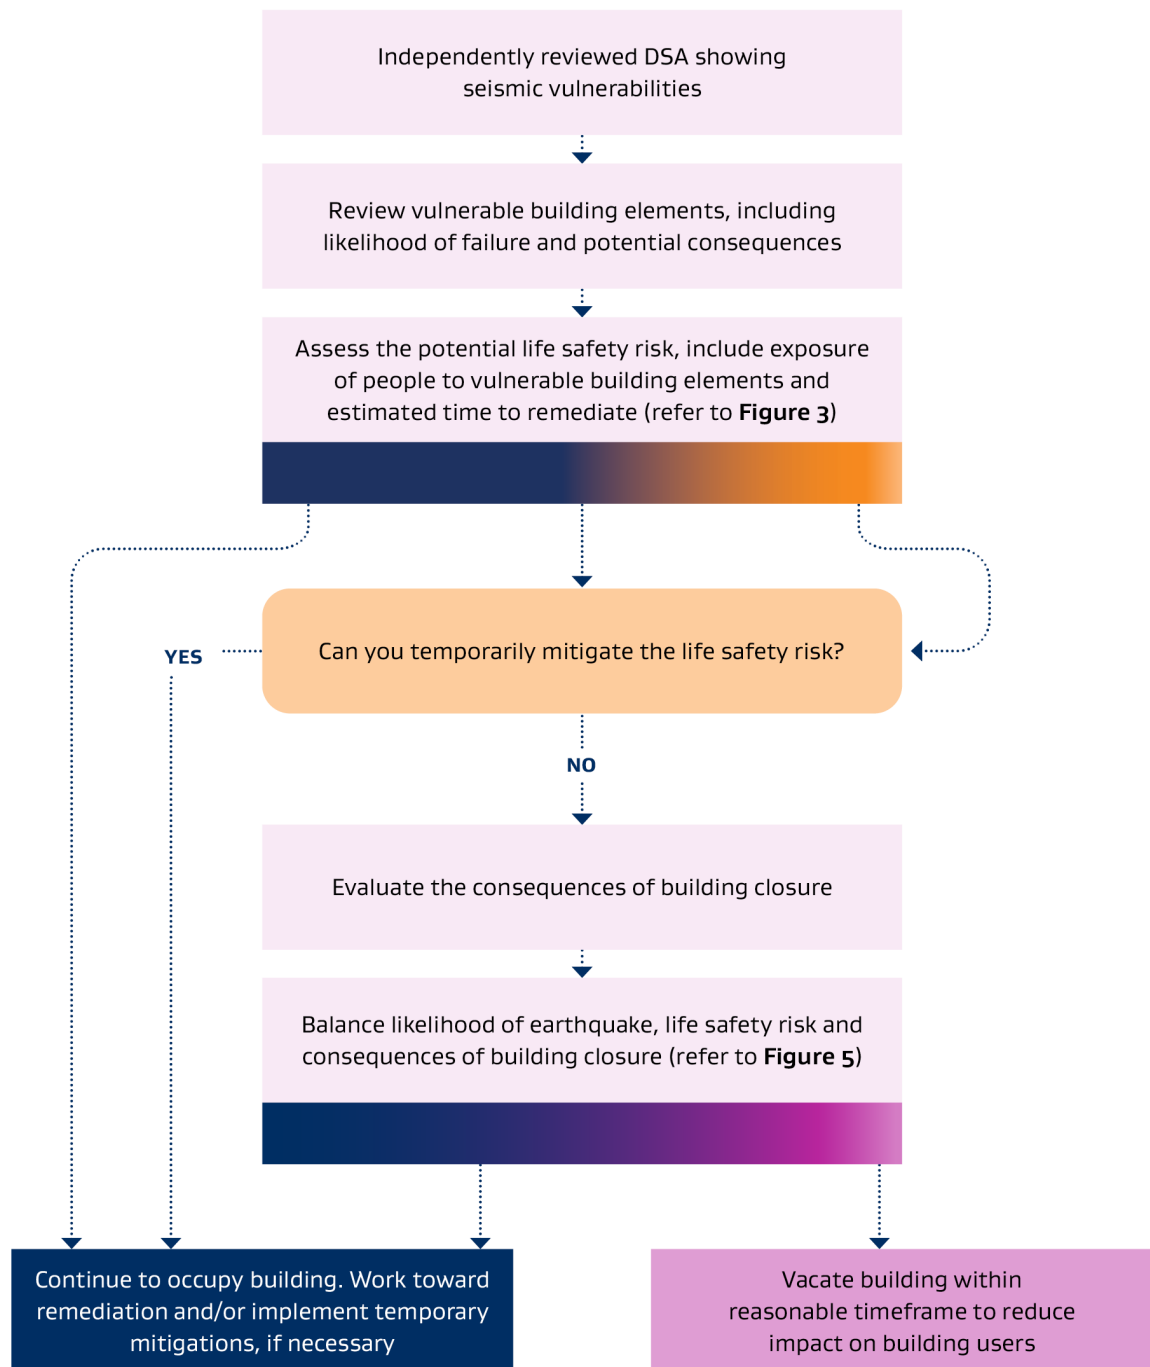 Independently reviewed DSA showing
seismic vulnerabilities
Review vulnerable building elements, including
likelihood of failure and potential consequences
Assess the potential life safety risk, include exposure
of people to vulnerable building elements and
estimated time to remediate (refer to Figure 3)
Can you temporarily mitigate the life safety risk?
YES
NO
Evaluate the consequences of building closure
Balance likelihood of earthquake, life safety risk and
consequences of building closure (refer to Figure 5)
Continue to occupy building. Work toward
remediation and/or implement temporary
mitigations, if necessary
Vacate building within
reasonable timeframe to reduce
impact on building users